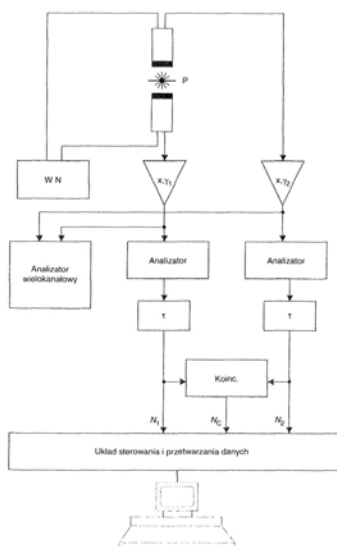 P
W N
x,γ1
x,γ2
Analizator
wielokanałowy
Analizator
Analizator
τ
τ
Koinc.
N1
NC
N2
Układ sterowania i przetwarzania danych